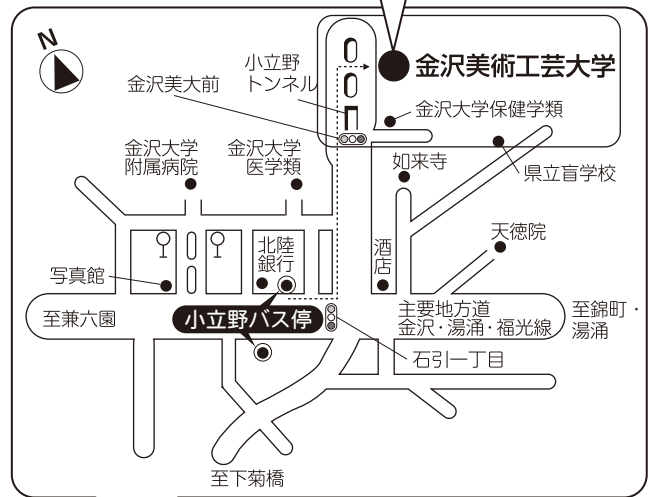 N
金沢美術工芸大学
小立野
トンネル
金沢美大前
金沢大学保健学類
金沢大学
附属病院
金沢大学
医学類
如来寺
県立盲学校
天徳院
北陸
銀行
酒店
写真館
至兼六園
小立野バス停
主要地方道
金沢・湯涌・福光線
至錦町・
湯涌
石引一丁目
至下菊橋